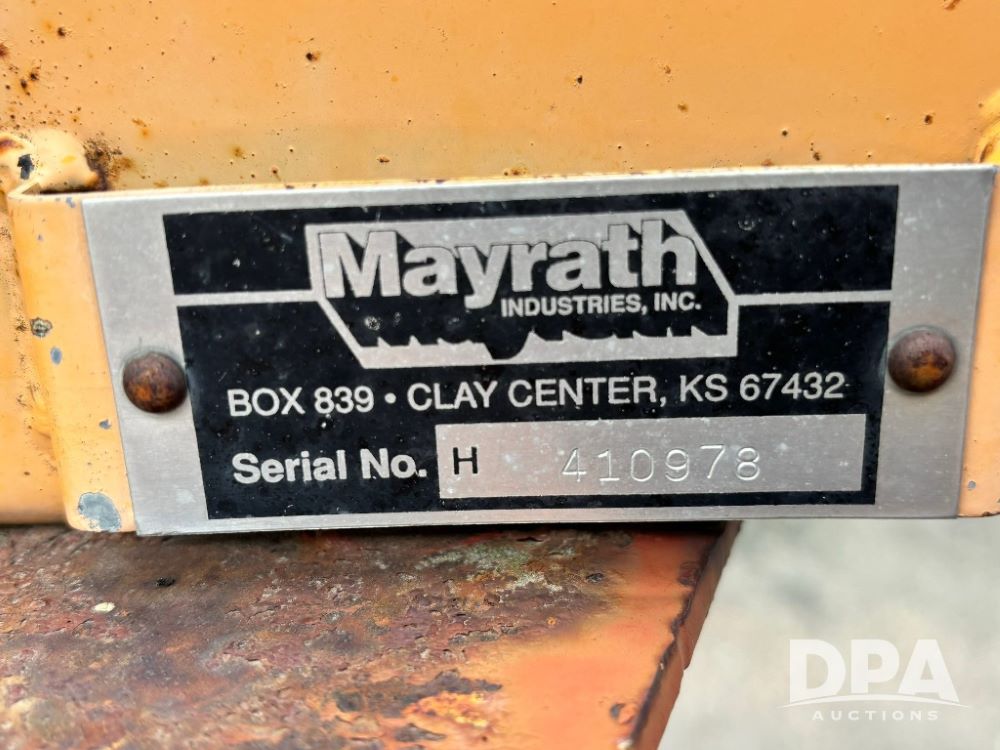 Mayrath
INDUSTRIES, INC.
BOX 839 • CLAY CENTER, KS 67432
Serial No. H 410978
DPA
AUCTIONS